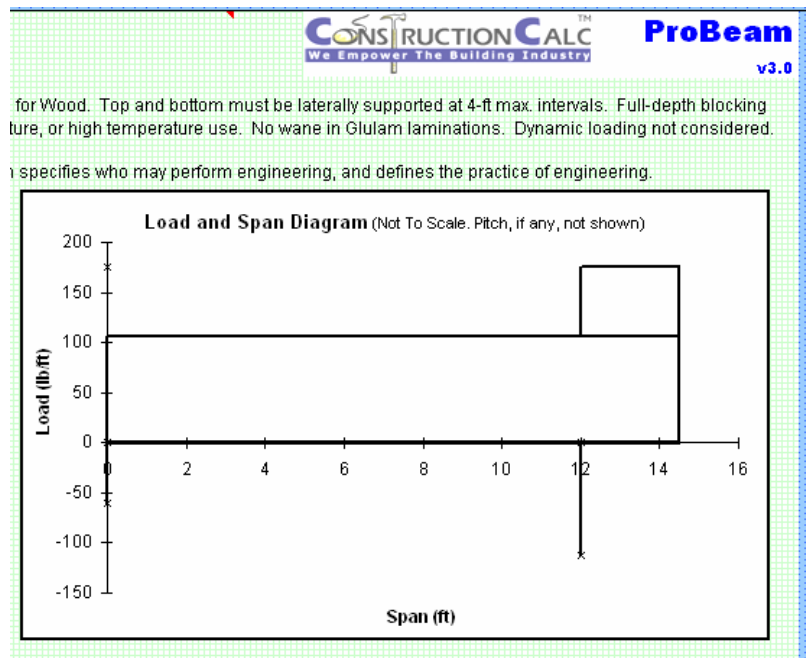 CONSTRUCTIONCALC™
We Empower The Building Industry
ProBeam
v3.0
for Wood. Top and bottom must be laterally supported at 4-ft max. intervals. Full-depth blocking
ture, or high temperature use. No wane in Glulam laminations. Dynamic loading not considered.
specifies who may perform engineering, and defines the practice of engineering.
Load and Span Diagram (Not To Scale. Pitch, if any, not shown)
200
150
100
50
0
-50
-100
-150
Load (lb/ft)
0 2 4 6 8 10 12 14 16
Span (ft)